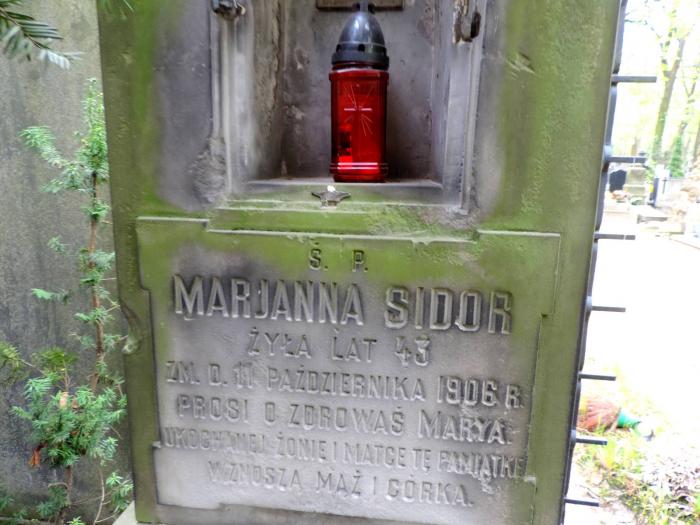 Ś. P.
MARJANNA SIDOR
ŻYŁA LAT 43
ZM. D. 11 PAŹDZIERNIKA 1906 R.
PROSI O ZDROWAŚ MARYA.
UKOCHANEJ ŻONIE I MATCE TĘ PAMIĄTKĘ
WZNOSZĄ MĄŻ I CÓRKA.